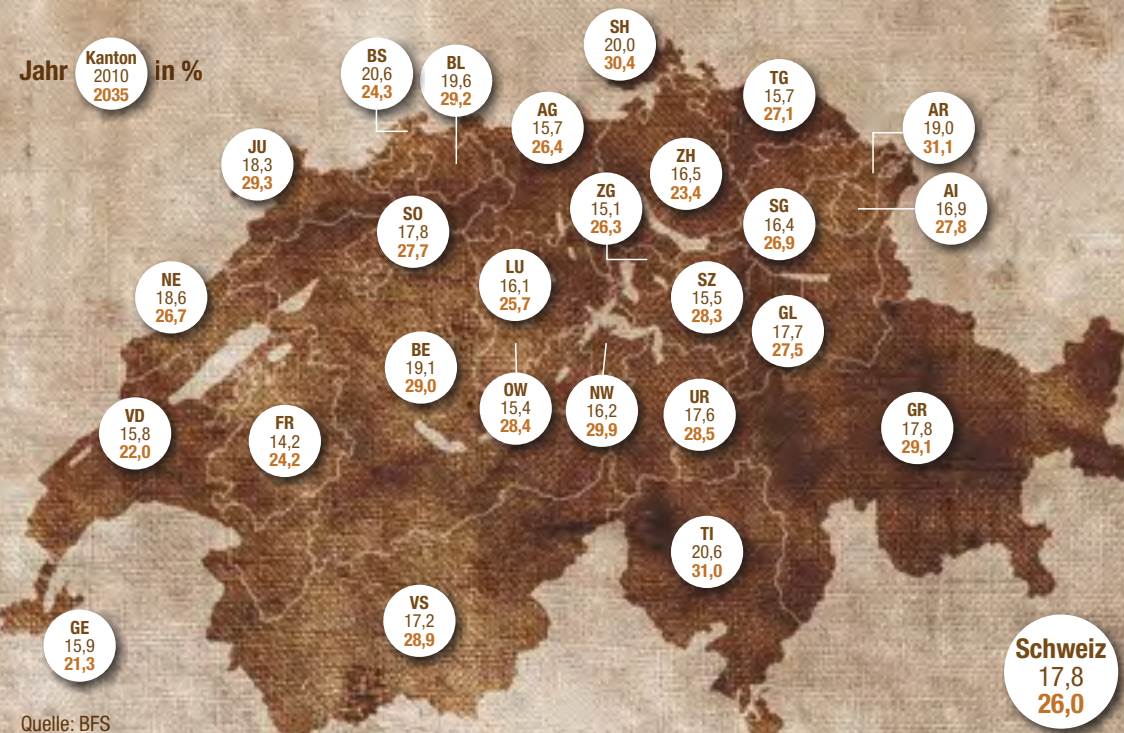 Jahr Kanton in %
2010
2035
BS
20,6
24,3
BL
19,6
29,2
SH
20,0
30,4
AG
15,7
26,4
TG
15,7
27,1
AR
19,0
31,1
JU
18,3
29,3
ZH
16,5
23,4
ZG
15,1
26,3
AI
16,9
27,8
SO
17,8
27,7
SG
16,4
26,9
NE
18,6
26,7
LU
16,1
25,7
SZ
15,5
28,3
GL
17,7
27,5
BE
19,1
29,0
OW
15,4
28,4
NW
16,2
29,9
UR
17,6
28,5
GR
17,8
29,1
VD
15,8
22,0
FR
14,2
24,2
TI
20,6
31,0
VS
17,2
28,9
GE
15,9
21,3
Schweiz
17,8
26,0
Quelle: BFS